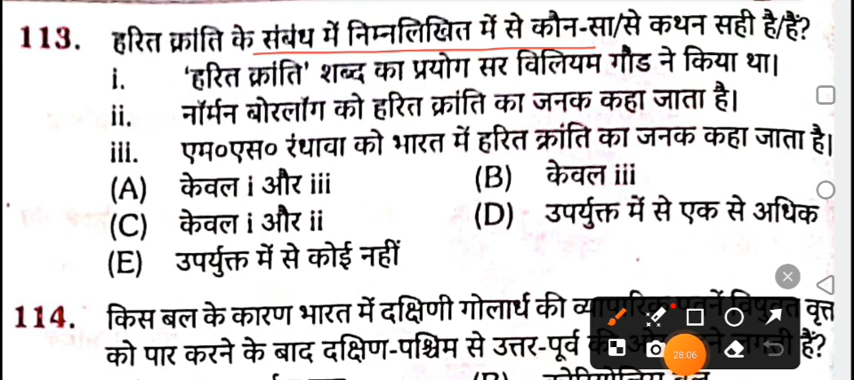 113. हरित क्रांति के संबंध में निम्नलिखित में से कौन-सा/से कथन सही है/हैं?
i. 'हरित क्रांति' शब्द का प्रयोग सर विलियम गौड ने किया था।
ii. नॉर्मन बोरलॉग को हरित क्रांति का जनक कहा जाता है।
iii. एम०एस० रंधावा को भारत में हरित क्रांति का जनक कहा जाता है।
(A) केवल i और iii (B) केवल iii
(C) केवल i और ii (D) उपर्युक्त में से एक से अधिक
(E) उपर्युक्त में से कोई नहीं
114. किस बल के कारण भारत में दक्षिणी गोलार्ध की व्यापारिक पवनें विषुवत वृत्त
को पार करने के बाद दक्षिण-पश्चिम से उत्तर-पूर्व की हैं?
28:06